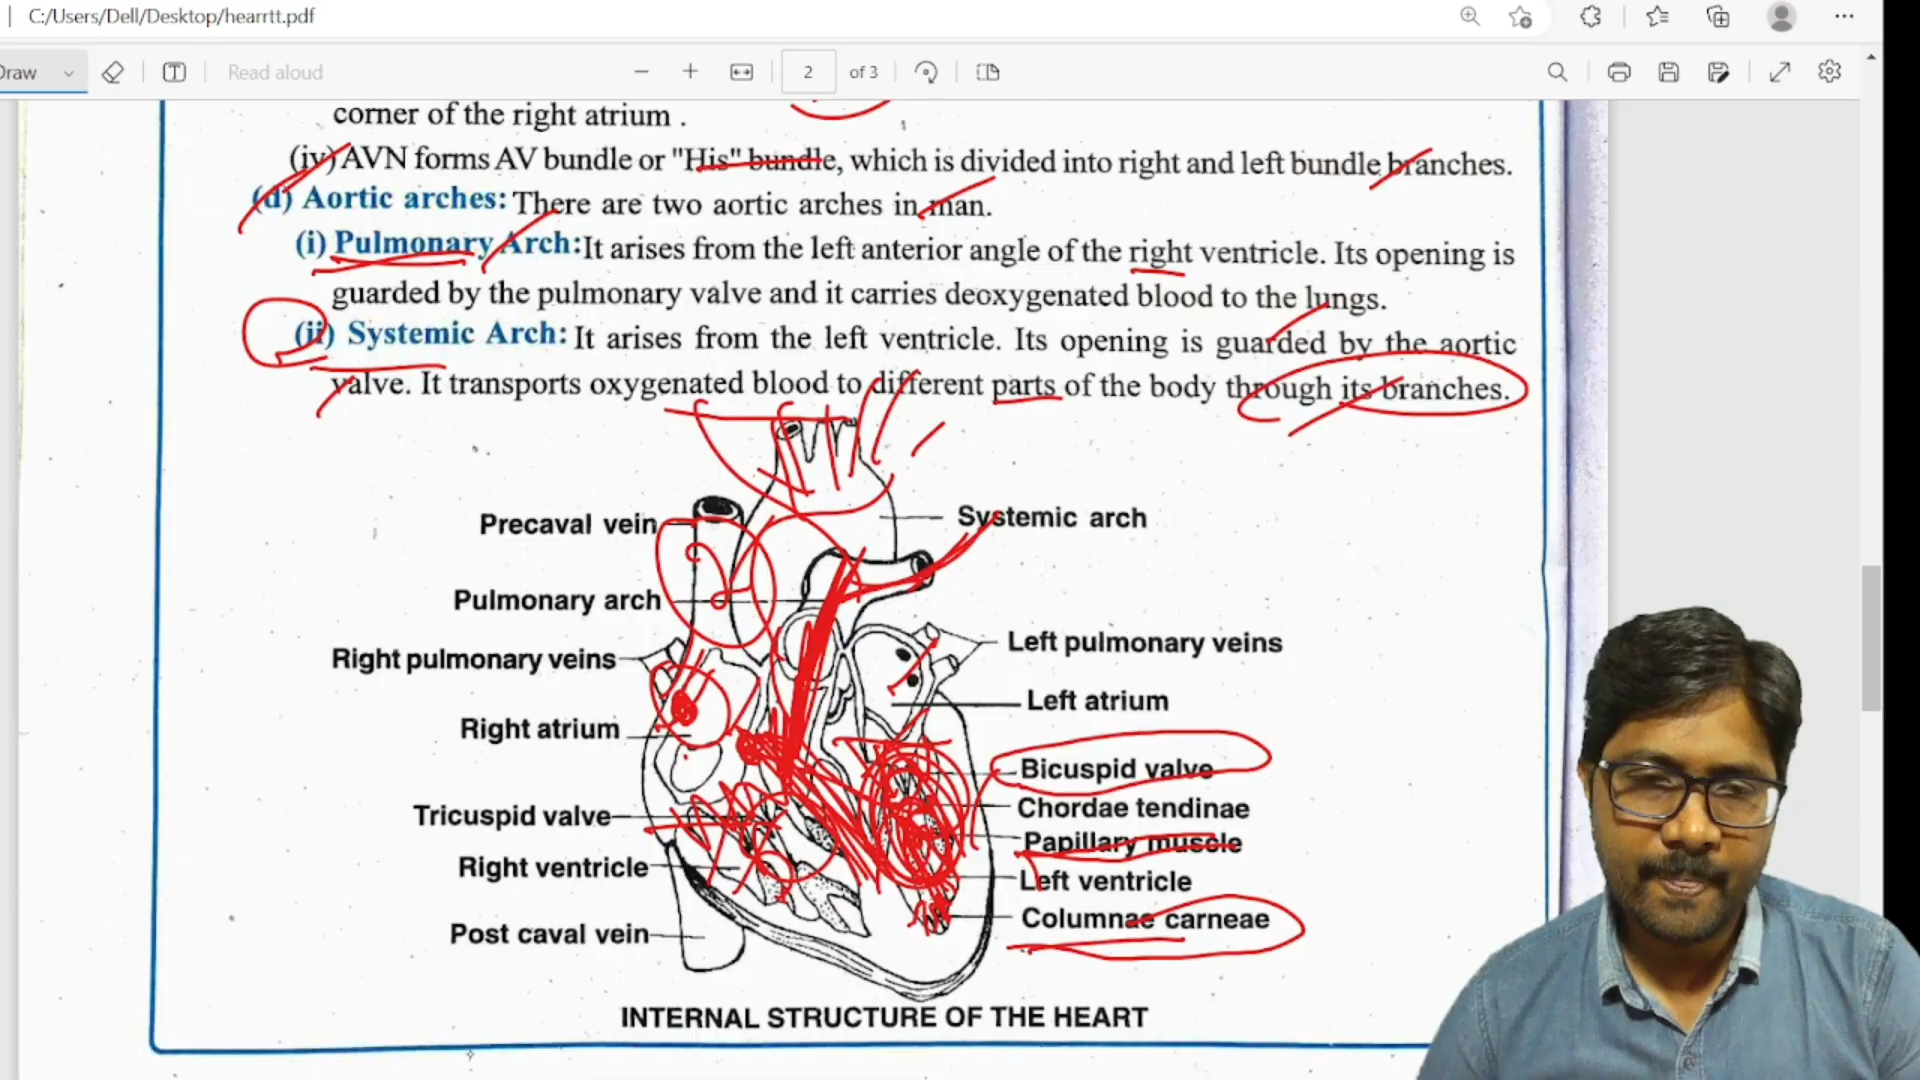 C:/Users/Dell/Desktop/hearrtt.pdf
Draw Read aloud 2 of 3
corner of the right atrium .
(iv) AVN forms AV bundle or "His" bundle, which is divided into right and left bundle branches.
(d) Aortic arches: There are two aortic arches in man.
(i) Pulmonary Arch:It arises from the left anterior angle of the right ventricle. Its opening is
guarded by the pulmonary valve and it carries deoxygenated blood to the lungs.
(ii) Systemic Arch: It arises from the left ventricle. Its opening is guarded by the aortic
valve. It transports oxygenated blood to different parts of the body through its branches.
Precaval vein
Systemic arch
Pulmonary arch
Left pulmonary veins
Right pulmonary veins
Left atrium
Right atrium
Bicuspid valve
Tricuspid valve
Chordae tendinae
Papillary muscle
Right ventricle
Left ventricle
Columnae carneae
Post caval vein
INTERNAL STRUCTURE OF THE HEART